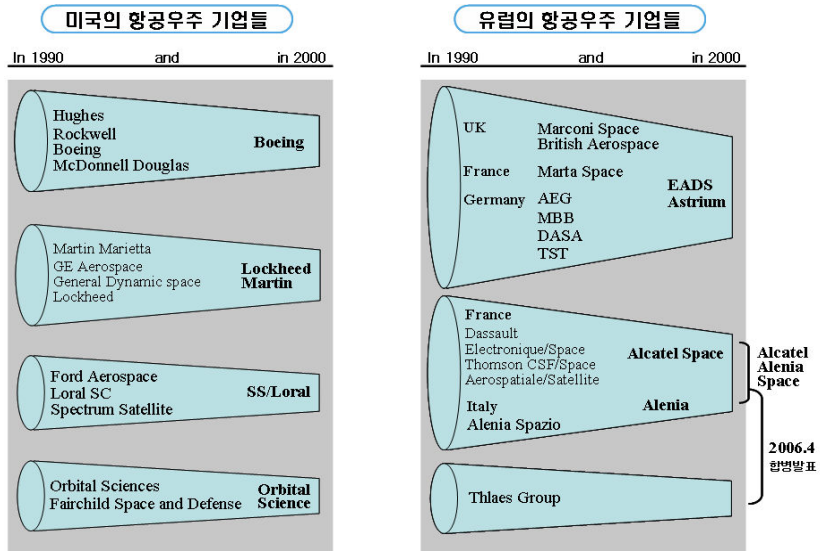 미국의 항공우주 기업들
In 1990 and in 2000
Hughes
Rockwell
Boeing
McDonnell Douglas
Boeing
Martin Marietta
GE Aerospace
General Dynamic space
Lockheed
Lockheed
Martin
Ford Aerospace
Loral SC
Spectrum Satellite
SS/Loral
Orbital Sciences
Fairchild Space and Defense
Orbital
Science
유럽의 항공우주 기업들
In 1990 and in 2000
UK
Marconi Space
British Aerospace
France
Marta Space
Germany
AEG
MBB
DASA
TST
EADS
Astrium
France
Dassault
Electronique/Space
Thomson CSF/Space
Aerospatiale/Satellite
Alcatel Space
Italy
Alenia Spazio
Alenia
Alcatel
Alenia
Space
Thlaes Group
2006.4
합병발표